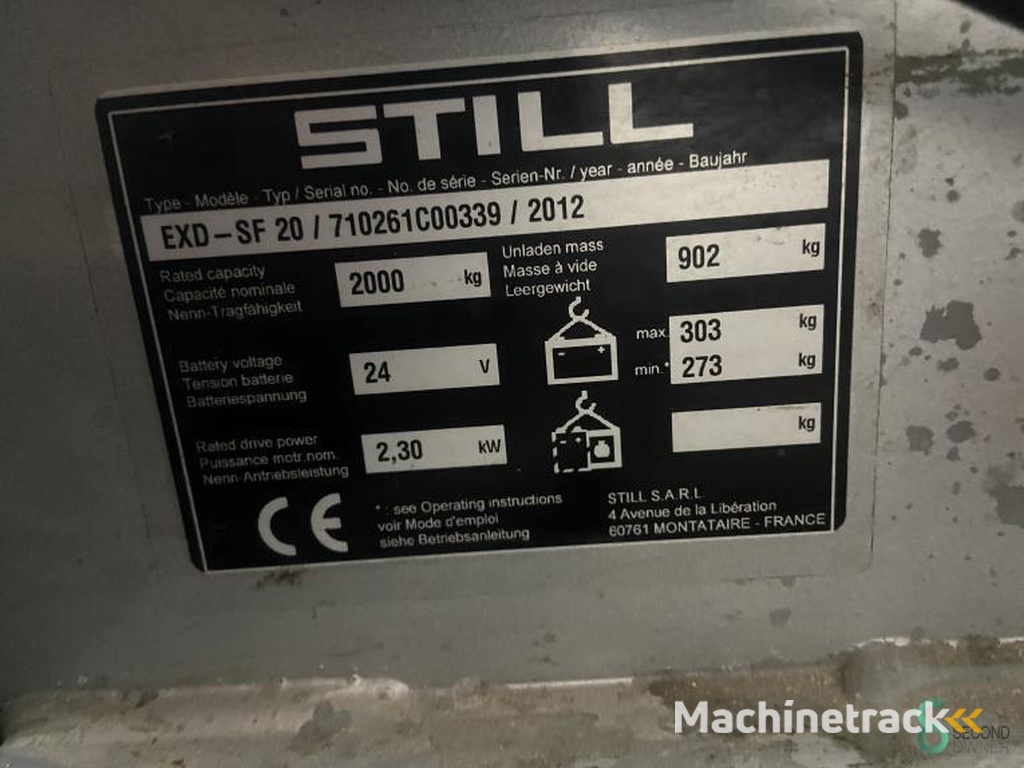 STILL
Type - Modèle - Typ / Serial no. - No. de série - Serien-Nr. / year - année - Baujahr
EXD-SF 20 / 710261C00339 / 2012
Rated capacity
Capacité nominale
Nenn-Tragfähigkeit
2000 kg
Unladen mass
Masse à vide
Leergewicht
902 kg
Battery voltage
Tension batterie
Batteriespannung
24 V
- +
max. 303 kg
min.* 273 kg
Rated drive power
Puissance motr.nom.
Nenn-Antriebsleistung
2,30 kW
kg
CE
* : see Operating instructions
voir Mode d'emploi
siehe Betriebsanleitung
STILL S.A.R.L
4 Avenue de la Libération
60761 MONTATAIRE - FRANCE
Machinetrack
SECOND
OWNER